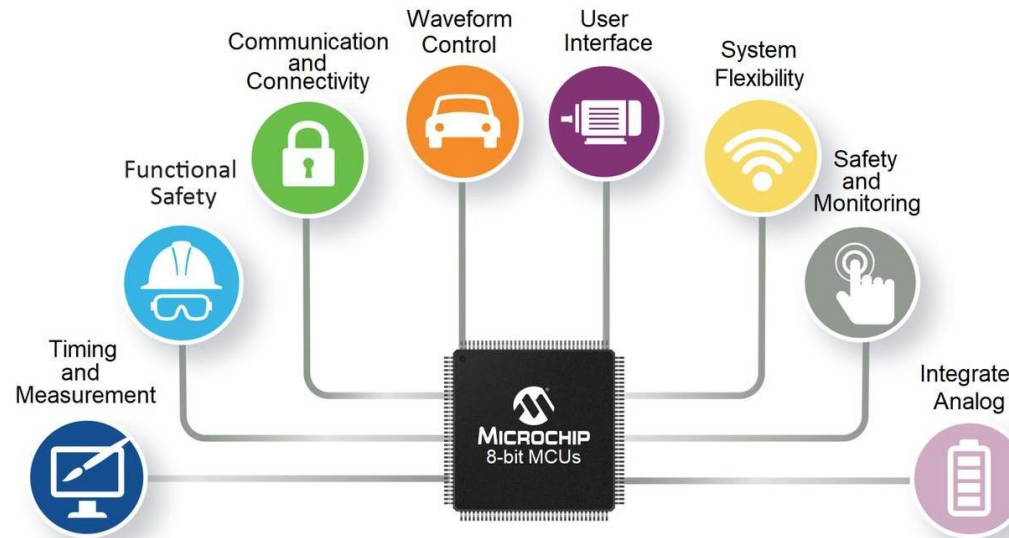 Waveform
Control
User
Interface
Communication
and
Connectivity
System
Flexibility
Functional
Safety
Safety
and
Monitoring
Timing
and
Measurement
Integrate
Analog
MICROCHIP
8-bit MCUs